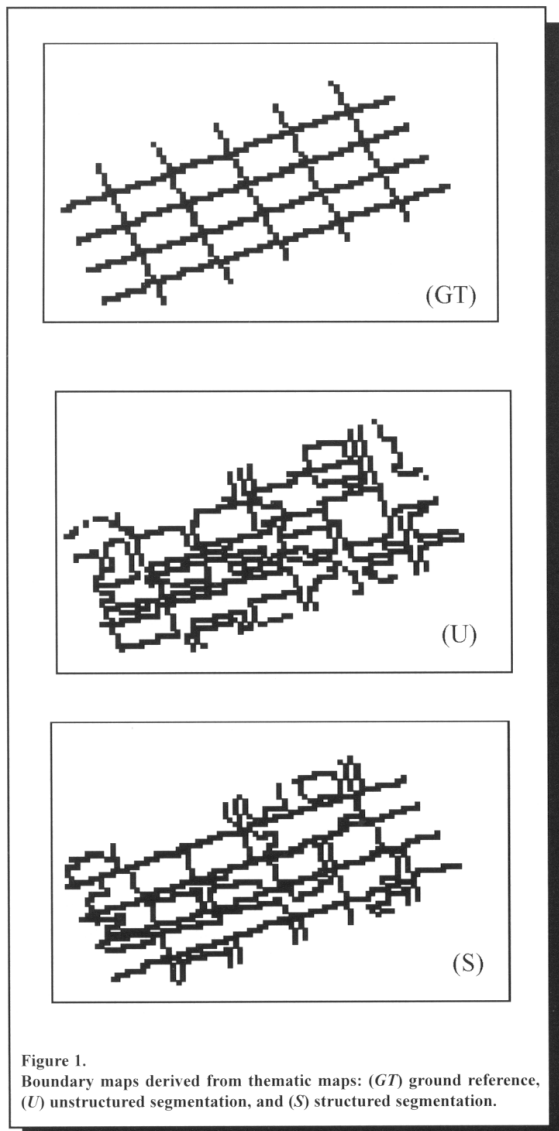 (GT)
(U)
(S)
Figure 1.
Boundary maps derived from thematic maps: (GT) ground reference,
(U) unstructured segmentation, and (S) structured segmentation.